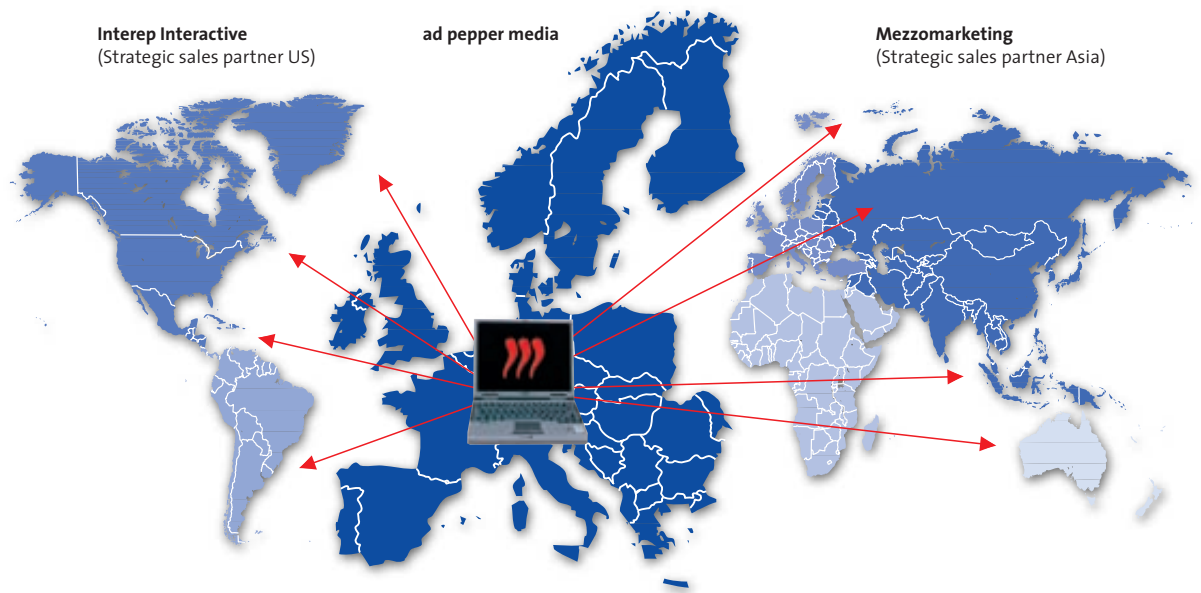 Interep Interactive
(Strategic sales partner US)
ad pepper media
Mezzomarketing
(Strategic sales partner Asia)